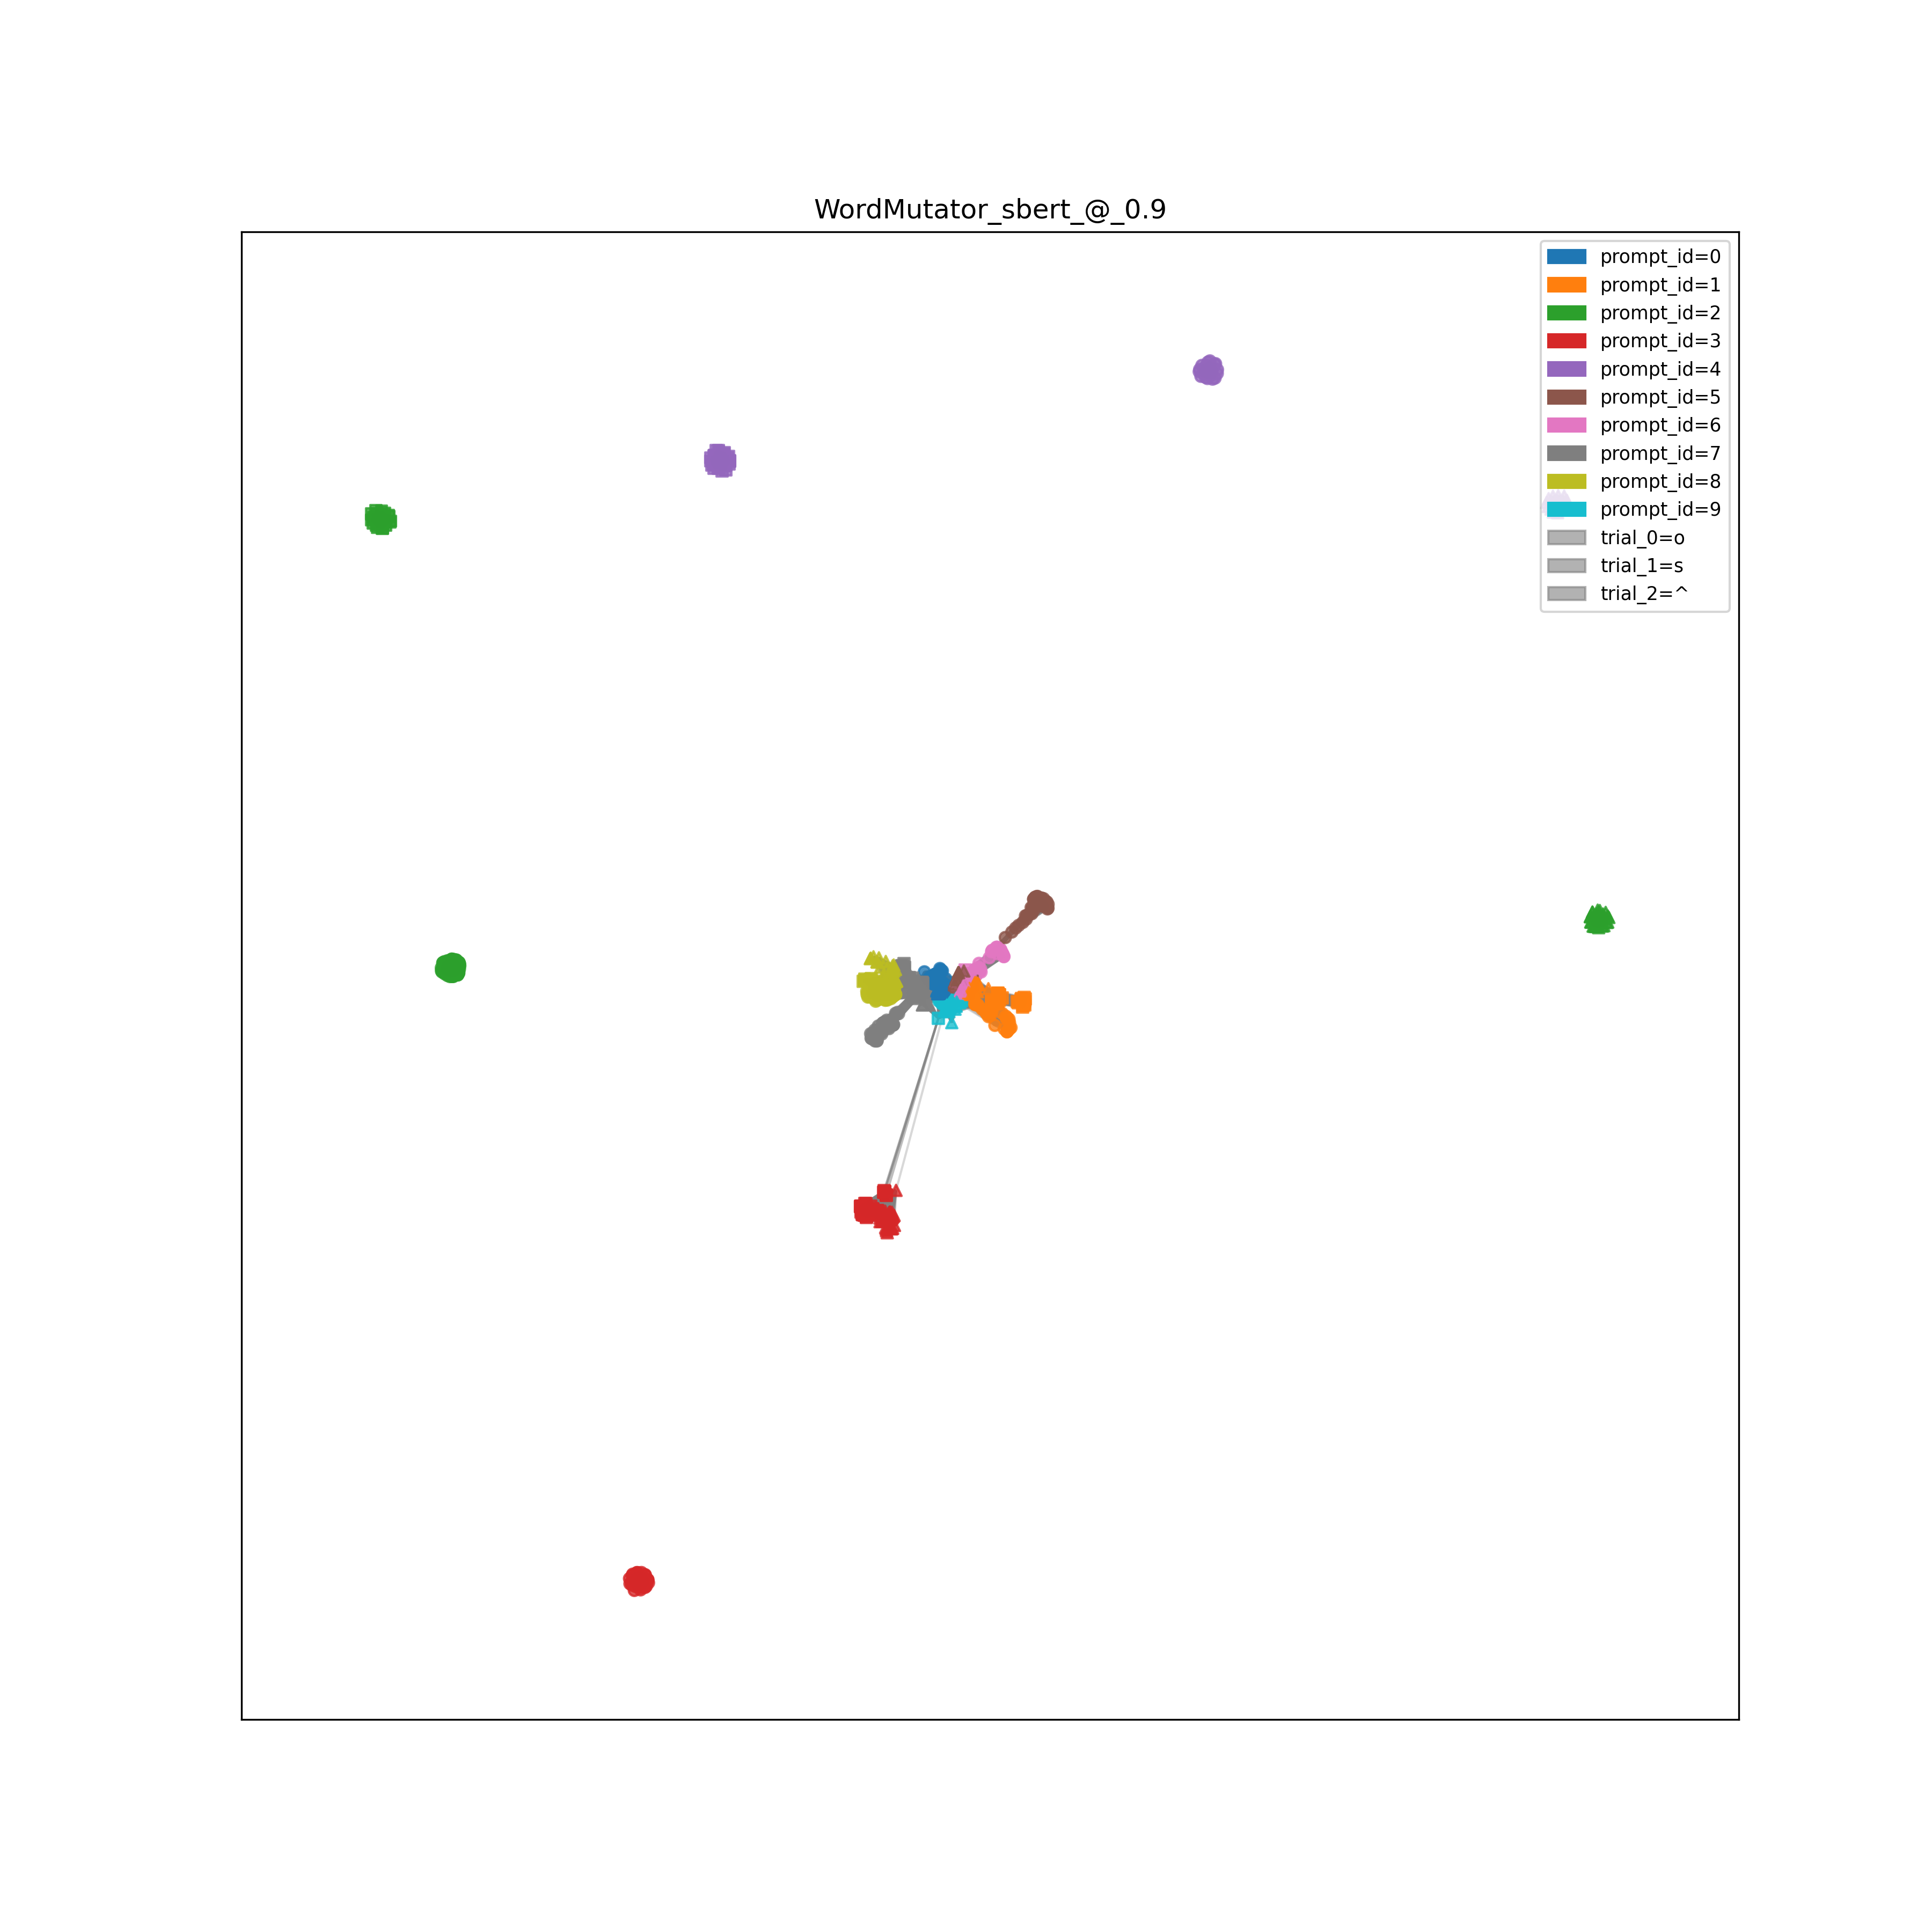 WordMutator_sbert_@_0.9
prompt_id=0
prompt_id=1
prompt_id=2
prompt_id=3
prompt_id=4
prompt_id=5
prompt_id=6
prompt_id=7
prompt_id=8
prompt_id=9
trial_0=o
trial_1=s
trial_2=^